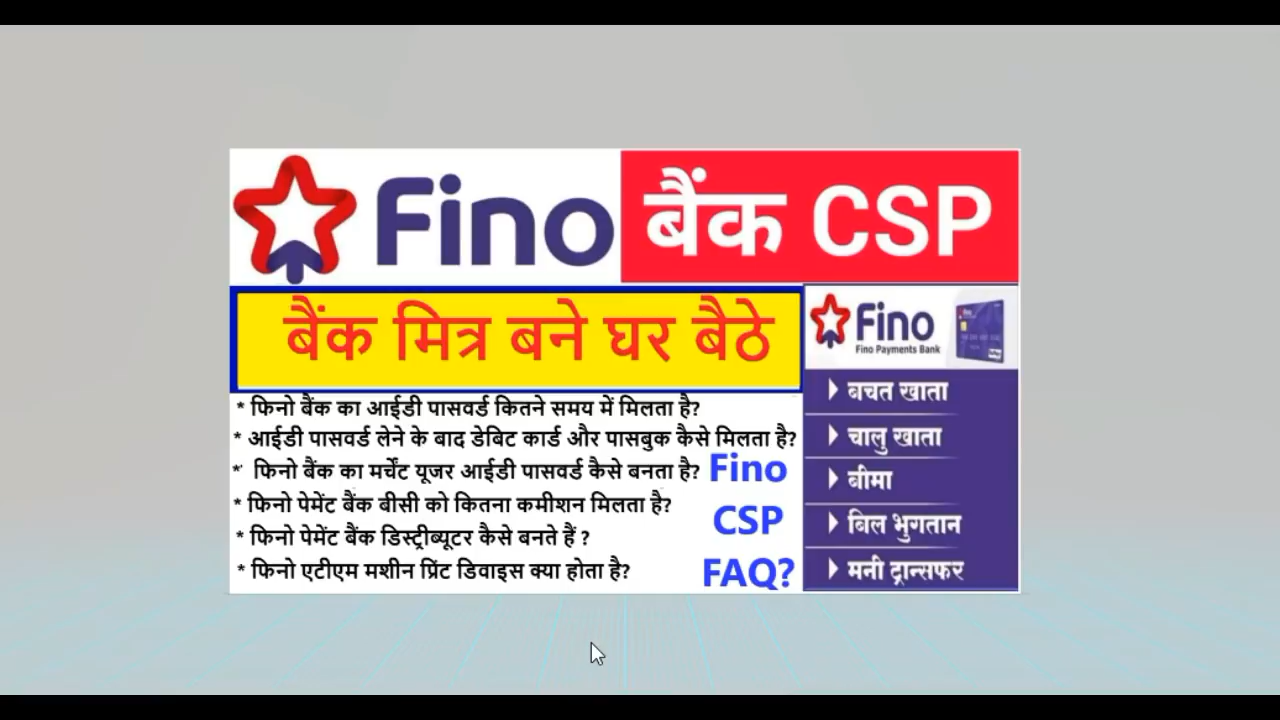 Fino बैंक CSP
बैंक मित्र बने घर बैठे
* फिनो बैंक का आईडी पासवर्ड कितने समय में मिलता है?
* आईडी पासवर्ड लेने के बाद डेबिट कार्ड और पासबुक कैसे मिलता है?
* फिनो बैंक का मर्चेंट यूजर आईडी पासवर्ड कैसे बनता है?
* फिनो पेमेंट बैंक बीसी को कितना कमीशन मिलता है?
* फिनो पेमेंट बैंक डिस्ट्रीब्यूटर कैसे बनते हैं ?
* फिनो एटीएम मशीन प्रिंट डिवाइस क्या होता है?
Fino
CSP
FAQ?
Fino
Fino Payments Bank
बचत खाता
चालु खाता
बीमा
बिल भुगतान
मनी ट्रान्सफर